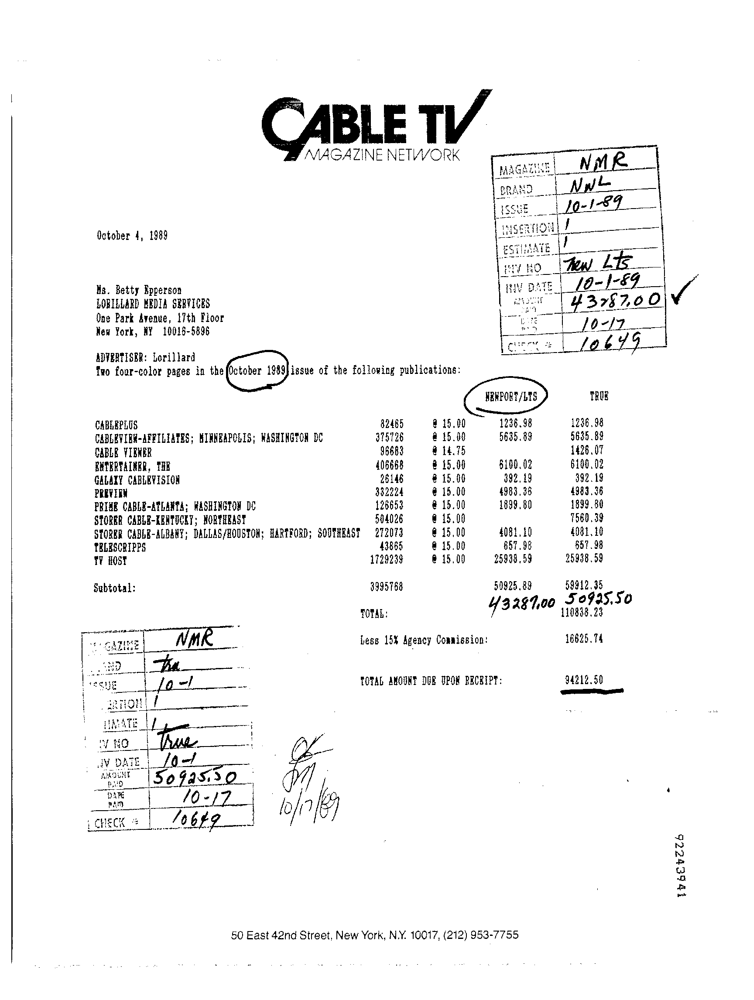 CABLE TV
MAGAZINE NETWORK
MAGAZINE NMR
BRAND NWL
ISSUE 10-1-89
INSERTION 1
ESTIMATE 1
INV NO New LTS
INV DATE 10-1-89
AMOUNT PAID 43287,00 ✓
DATE PAID 10-17
CHECK # 10649
October 4, 1989
Ms. Betty Epperson
LORILLARD MEDIA SERVICES
One Park Avenue, 17th Floor
New York, NY 10016-5896
ADVERTISER: Lorillard
Two four-color pages in the October 1989 issue of the following publications:
NEWPORT/LTS TRUE
CABLEPLUS 82465 @ 15.00 1236.98 1236.98
CABLEVIEW-AFFILIATES; MINNEAPOLIS; WASHINGTON DC 375726 @ 15.00 5635.89 5635.89
CABLE VIEWER 96683 @ 14.75 1426.07
ENTERTAINER, THE 406668 @ 15.00 6100.02 6100.02
GALAXY CABLEVISION 26146 @ 15.00 392.19 392.19
PREVIEW 332224 @ 15.00 4983.36 4983.36
PRIME CABLE-ATLANTA; WASHINGTON DC 126653 @ 15.00 1899.80 1899.80
STORER CABLE-KENTUCKY; NORTHEAST 504026 @ 15.00 7560.39
STORER CABLE-ALBANY; DALLAS/HOUSTON; HARTFORD; SOUTHEAST 272073 @ 15.00 4081.10 4081.10
TELESCRIPPS 43865 @ 15.00 657.98 657.98
TV HOST 1729239 @ 15.00 25938.59 25938.59
Subtotal: 3995768 50925.89 59912.35
43287,00 50925.50
TOTAL: 110838.23
Less 15% Agency Commission: 16625.74
TOTAL AMOUNT DUE UPON RECEIPT: 94212.50
MAGAZINE NMR
BRAND Tru
ISSUE 10-1
INSERTION 1
ESTIMATE 1
INV NO True
INV DATE 10-1
AMOUNT PAID 50925.50
DATE PAID 10-17
CHECK # 10649
10/17/89
92243941
50 East 42nd Street, New York, N.Y. 10017, (212) 953-7755